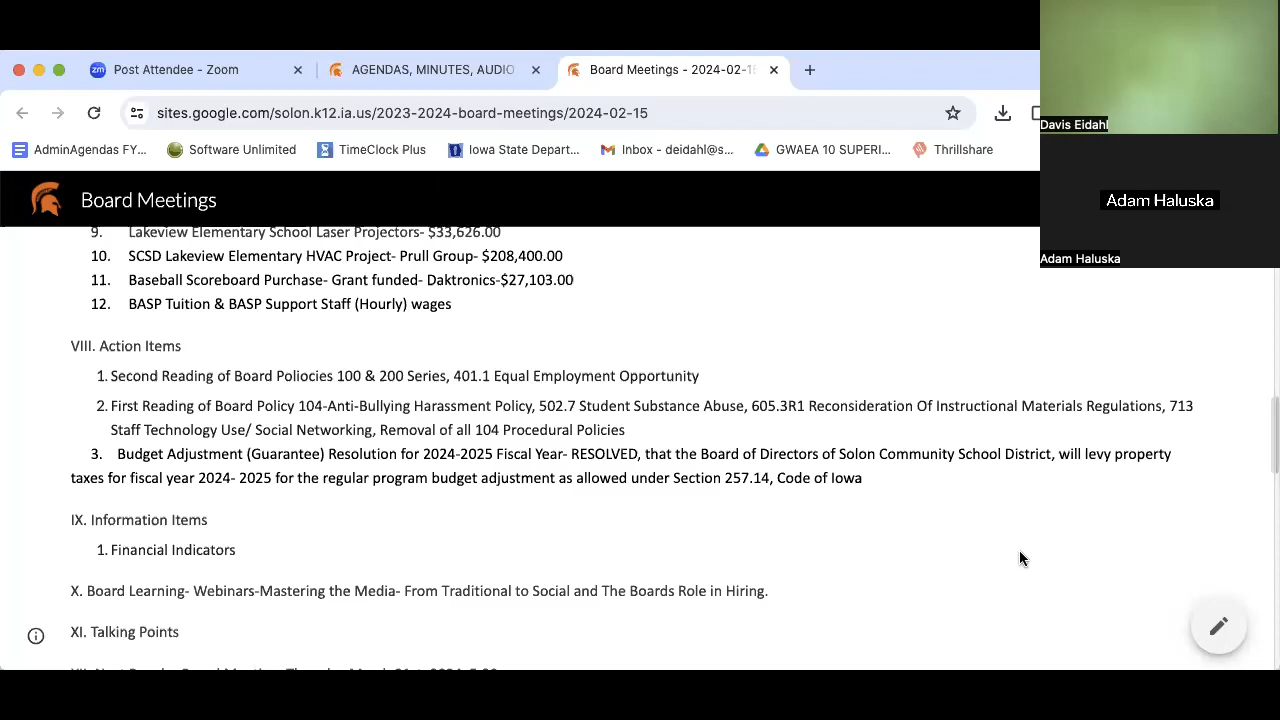 Post Attendee - Zoom
AGENDAS, MINUTES, AUDIO
Board Meetings - 2024-02-15
sites.google.com/solon.k12.ia.us/2023-2024-board-meetings/2024-02-15
AdminAgendas FY...
Software Unlimited
TimeClock Plus
Iowa State Depart...
Inbox - deidahl@s...
GWAEA 10 SUPERI...
Thrillshare
Davis Eidahl
Adam Haluska
Adam Haluska
Board Meetings
9. Lakeview Elementary School Laser Projectors- $33,626.00
10. SCSD Lakeview Elementary HVAC Project- Prull Group- $208,400.00
11. Baseball Scoreboard Purchase- Grant funded- Daktronics-$27,103.00
12. BASP Tuition & BASP Support Staff (Hourly) wages
VIII. Action Items
1. Second Reading of Board Poliocies 100 & 200 Series, 401.1 Equal Employment Opportunity
2. First Reading of Board Policy 104-Anti-Bullying Harassment Policy, 502.7 Student Substance Abuse, 605.3R1 Reconsideration Of Instructional Materials Regulations, 713
Staff Technology Use/ Social Networking, Removal of all 104 Procedural Policies
3. Budget Adjustment (Guarantee) Resolution for 2024-2025 Fiscal Year- RESOLVED, that the Board of Directors of Solon Community School District, will levy property
taxes for fiscal year 2024- 2025 for the regular program budget adjustment as allowed under Section 257.14, Code of Iowa
IX. Information Items
1. Financial Indicators
X. Board Learning- Webinars-Mastering the Media- From Traditional to Social and The Boards Role in Hiring.
XI. Talking Points